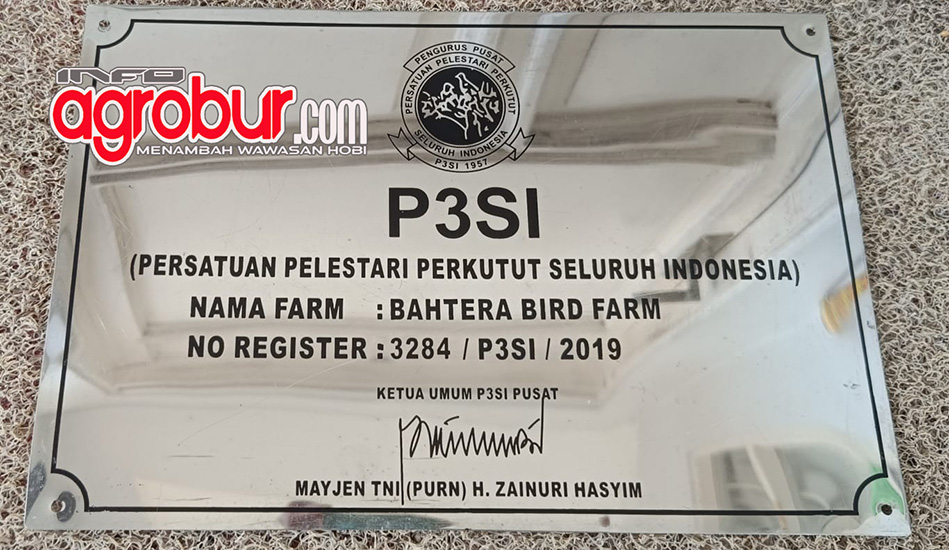 INFO
agrobur.com
MENAMBAH WAWASAN HOBI
PENGURUS PUSAT
PERSATUAN PELESTARI PERKUTUT
SELURUH INDONESIA
P3SI 1957
P3SI
(PERSATUAN PELESTARI PERKUTUT SELURUH INDONESIA)
NAMA FARM : BAHTERA BIRD FARM
NO REGISTER : 3284 / P3SI / 2019
KETUA UMUM P3SI PUSAT
MAYJEN TNI (PURN) H. ZAINURI HASYIM